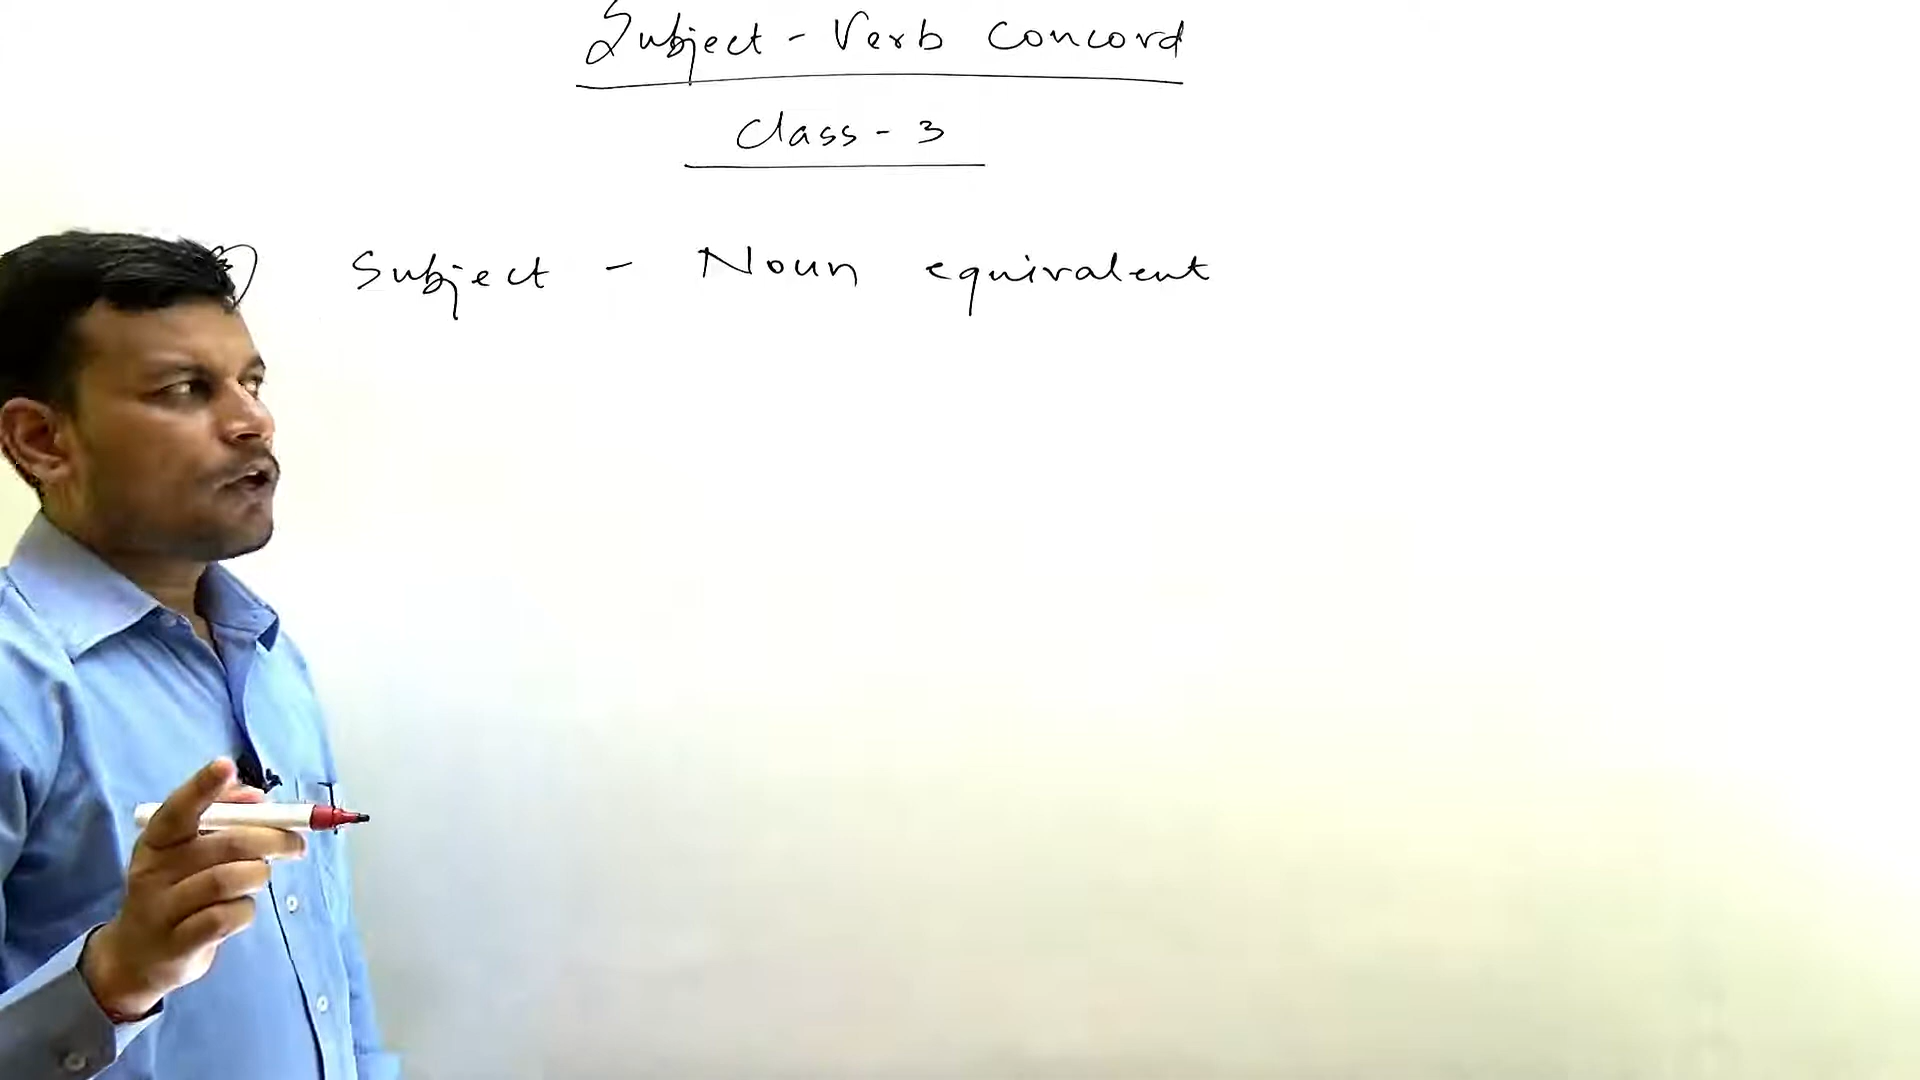 Subject - Verb Concord
Class - 3
Subject - Noun equivalent